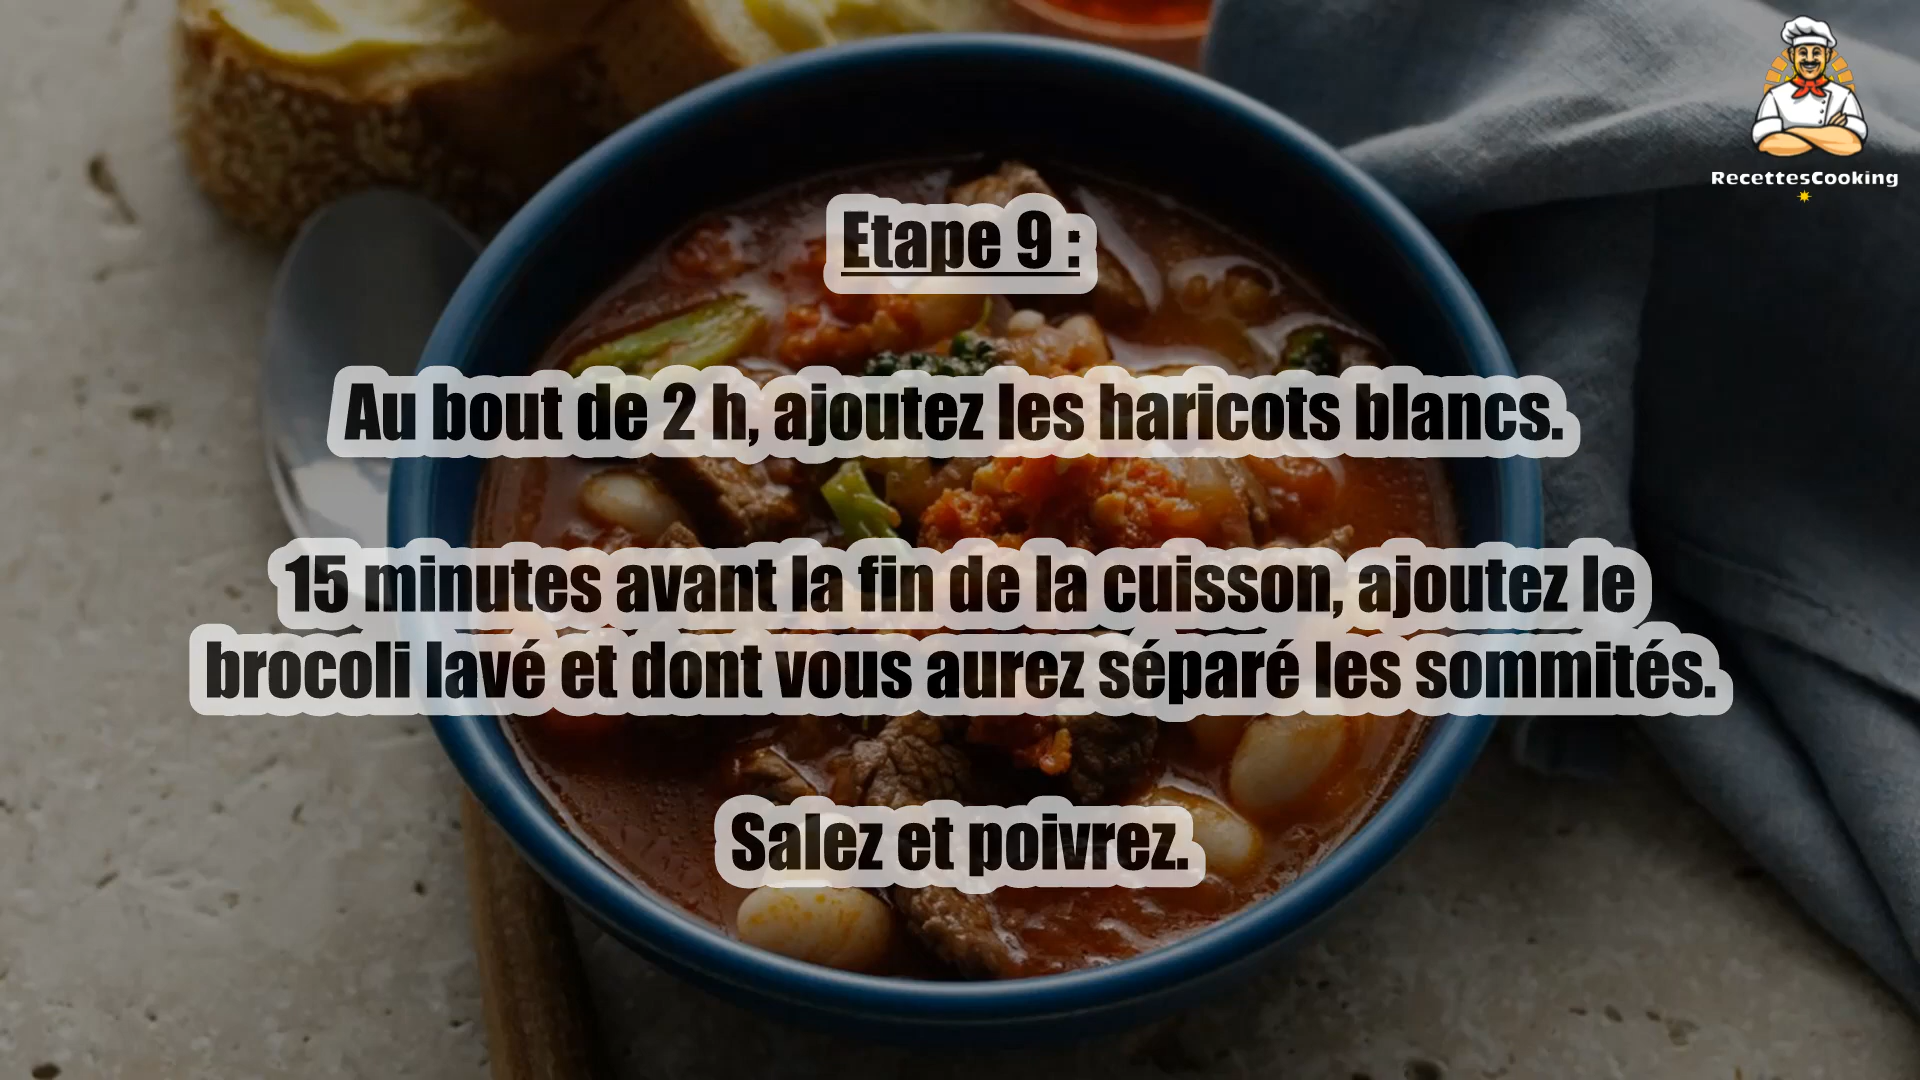 RecettesCooking
Etape 9 :
Au bout de 2 h, ajoutez les haricots blancs.
15 minutes avant la fin de la cuisson, ajoutez le
brocoli lavé et dont vous aurez séparé les sommités.
Salez et poivrez.